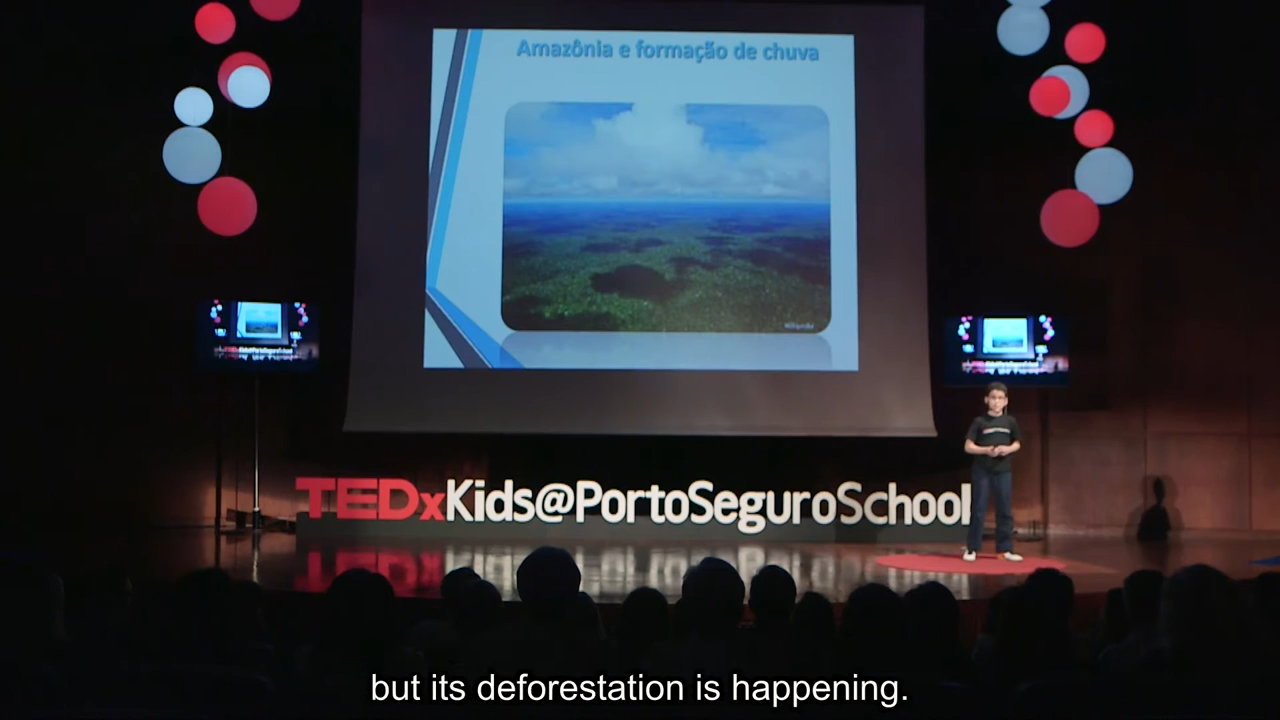 Amazônia e formação de chuva
TEDxKids@PortoSeguroSchool
but its deforestation is happening.